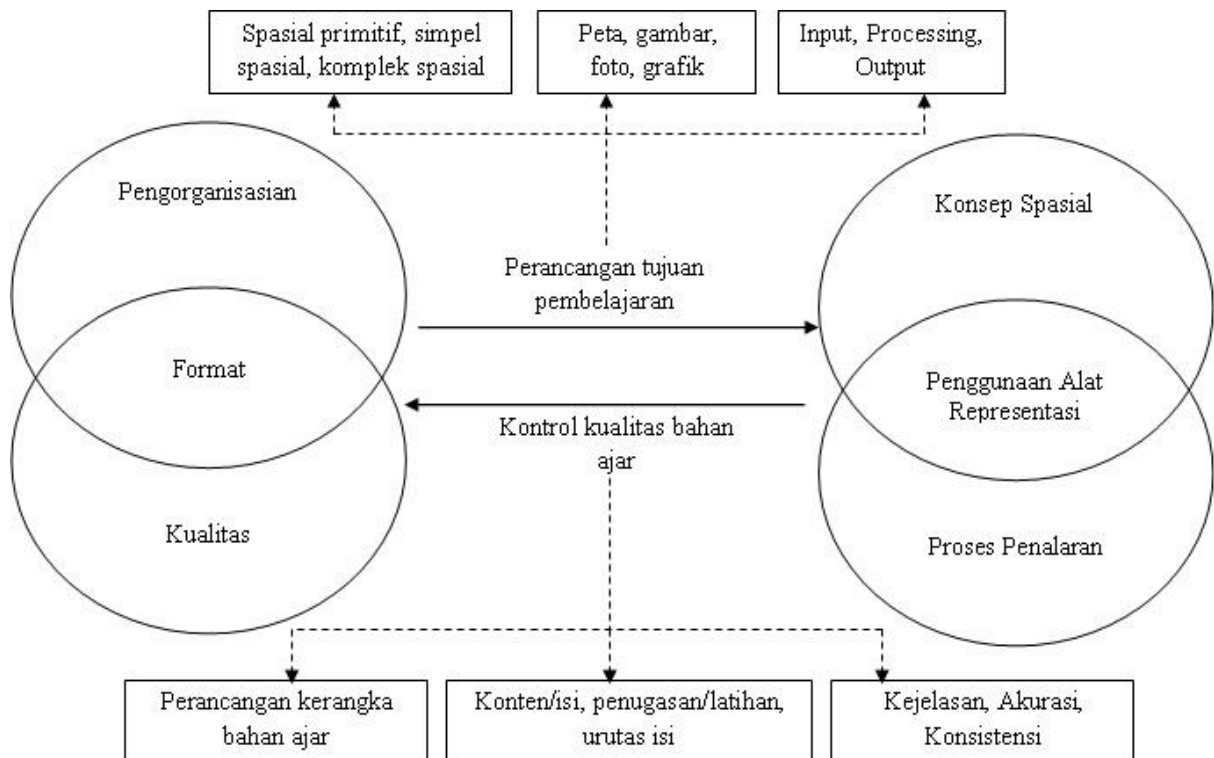 Spasial primitif, simpel
spasial, komplek spasial
Peta, gambar,
foto, grafik
Input, Processing,
Output
Pengorganisasian
Format
Kualitas
Perancangan tujuan
pembelajaran
Kontrol kualitas bahan
ajar
Konsep Spasial
Penggunaan Alat
Representasi
Proses Penalaran
Perancangan kerangka
bahan ajar
Konten/isi, penugasan/latihan,
urutas isi
Kejelasan, Akurasi,
Konsistensi